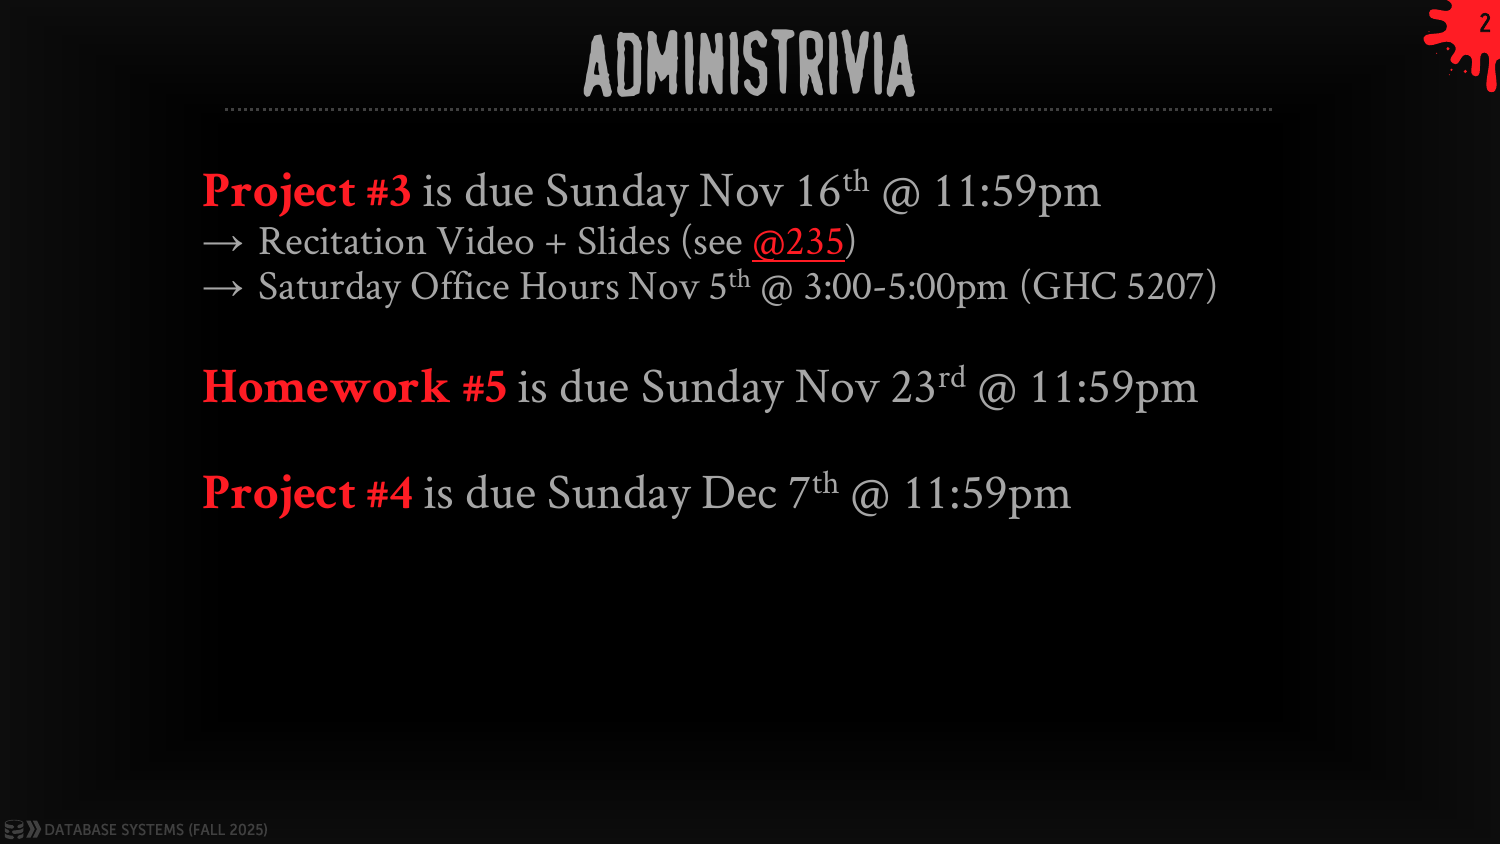 2
ADMINISTRIVIA
Project #3 is due Sunday Nov 16th @ 11:59pm
→ Recitation Video + Slides (see @235)
→ Saturday Office Hours Nov 5th @ 3:00-5:00pm (GHC 5207)
Homework #5 is due Sunday Nov 23rd @ 11:59pm
Project #4 is due Sunday Dec 7th @ 11:59pm
DATABASE SYSTEMS (FALL 2025)